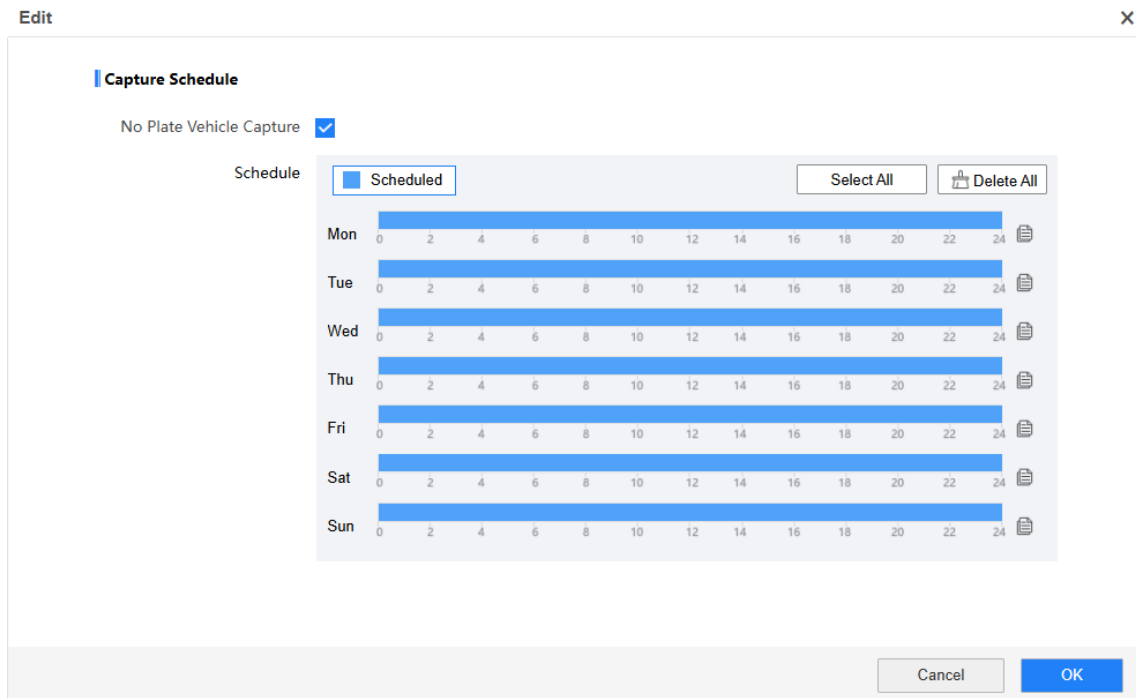 Edit
Capture Schedule
No Plate Vehicle Capture
Schedule
Scheduled
Select All
Delete All
Mon
0 2 4 6 8 10 12 14 16 18 20 22 24
Tue
0 2 4 6 8 10 12 14 16 18 20 22 24
Wed
0 2 4 6 8 10 12 14 16 18 20 22 24
Thu
0 2 4 6 8 10 12 14 16 18 20 22 24
Fri
0 2 4 6 8 10 12 14 16 18 20 22 24
Sat
0 2 4 6 8 10 12 14 16 18 20 22 24
Sun
0 2 4 6 8 10 12 14 16 18 20 22 24
Cancel
OK